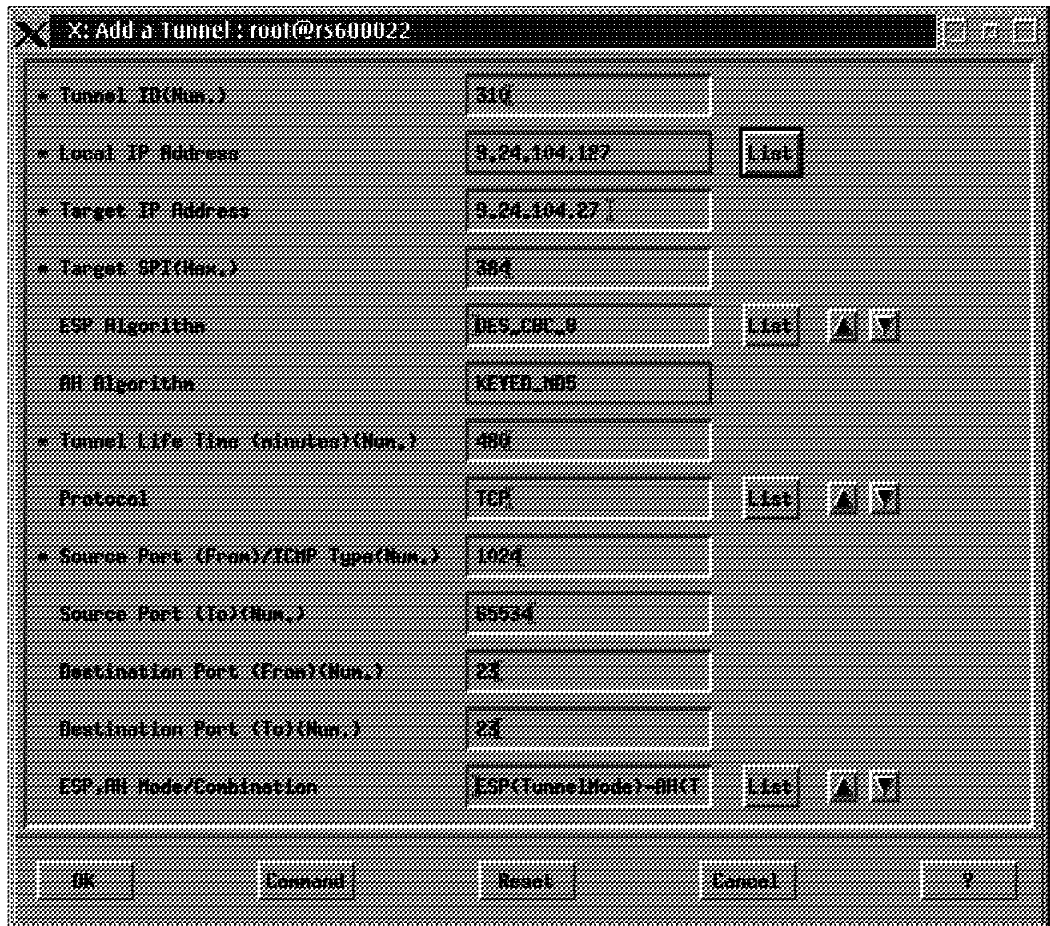 X: Add a Tunnel : root@rs600022
* Tunnel ID(Num.) 310
* Local IP Address 9.24.104.127 List
* Target IP Address 9.24.104.27
* Target SPI(Hex.) 384
ESP Algorithm DES_CBC_8 List
AH Algorithm KEYED_MD5
* Tunnel Life Time (minutes)(Num.) 480
Protocol TCP List
* Source Port (From)/ICMP Type(Num.) 1024
Source Port (To)(Num.) 65534
Destination Port (From)(Num.) 23
Destination Port (To)(Num.) 23
ESP,AH Mode/Combination ESP(TunnelMode)-AH(T List
OK Command Reset Cancel ?